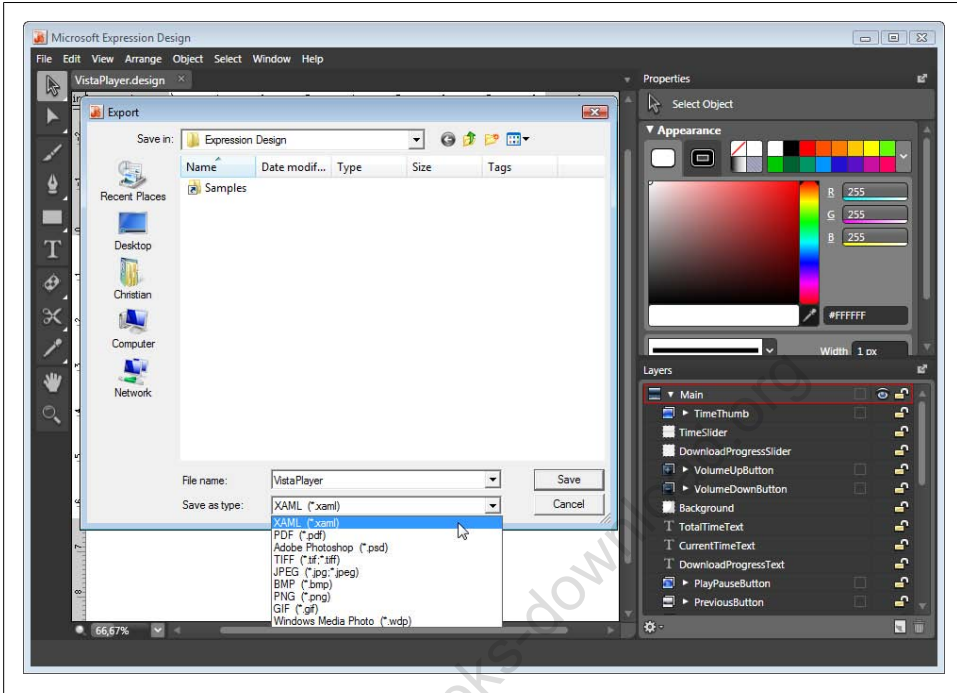 Microsoft Expression Design
File Edit View Arrange Object Select Window Help
VistaPlayer.design ×
Properties
Export
Select Object
Save in: Expression Design
Appearance
Name Date modif... Type Size Tags
Samples
Recent Places
R 255
G 255
B 255
Desktop
Christian
#FFFFFF
Computer
Width 1 px
Network
Layers
Main
TimeThumb
TimeSlider
DownloadProgressSlider
VolumeUpButton
File name: VistaPlayer Save
VolumeDownButton
Save as type: XAML (*.xaml) Cancel
Background
XAML (*.xaml)
PDF (*.pdf)
Adobe Photoshop (*.psd)
TIFF (*.tif;*.tiff)
JPEG (*.jpg;*.jpeg)
BMP (*.bmp)
PNG (*.png)
GIF (*.gif)
Windows Media Photo (*.wdp)
TotalTimeText
CurrentTimeText
DownloadProgressText
PlayPauseButton
PreviousButton
66,67%
oks-downloads.org